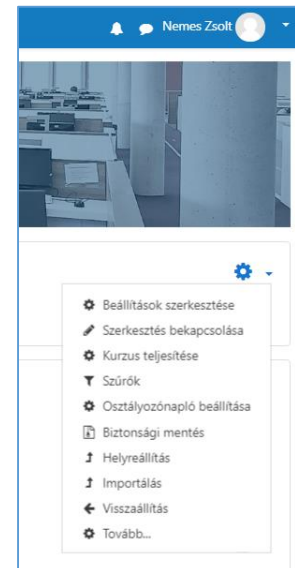 Nemes Zsolt
Beállítások szerkesztése
Szerkesztés bekapcsolása
Kurzus teljesítése
Szűrők
Osztályozónapló beállítása
Biztonsági mentés
Helyreállítás
Importálás
Visszaállítás
Tovább...